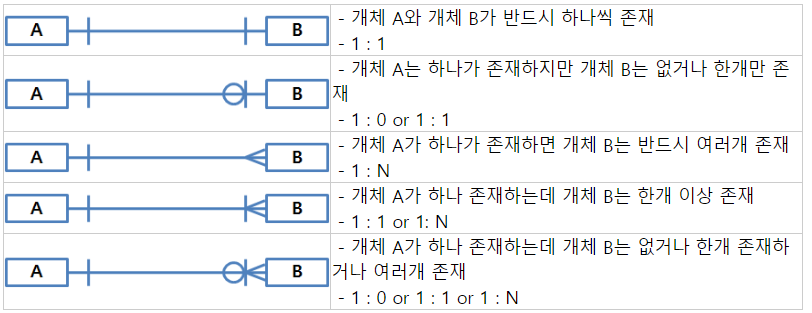 A B - 개체 A와 개체 B가 반드시 하나씩 존재
- 1 : 1
A B - 개체 A는 하나가 존재하지만 개체 B는 없거나 한개만 존
재
- 1 : 0 or 1 : 1
A B - 개체 A가 하나가 존재하면 개체 B는 반드시 여러개 존재
- 1 : N
A B - 개체 A가 하나 존재하는데 개체 B는 한개 이상 존재
- 1 : 1 or 1: N
A B - 개체 A가 하나 존재하는데 개체 B는 없거나 한개 존재하
거나 여러개 존재
- 1 : 0 or 1 : 1 or 1 : N